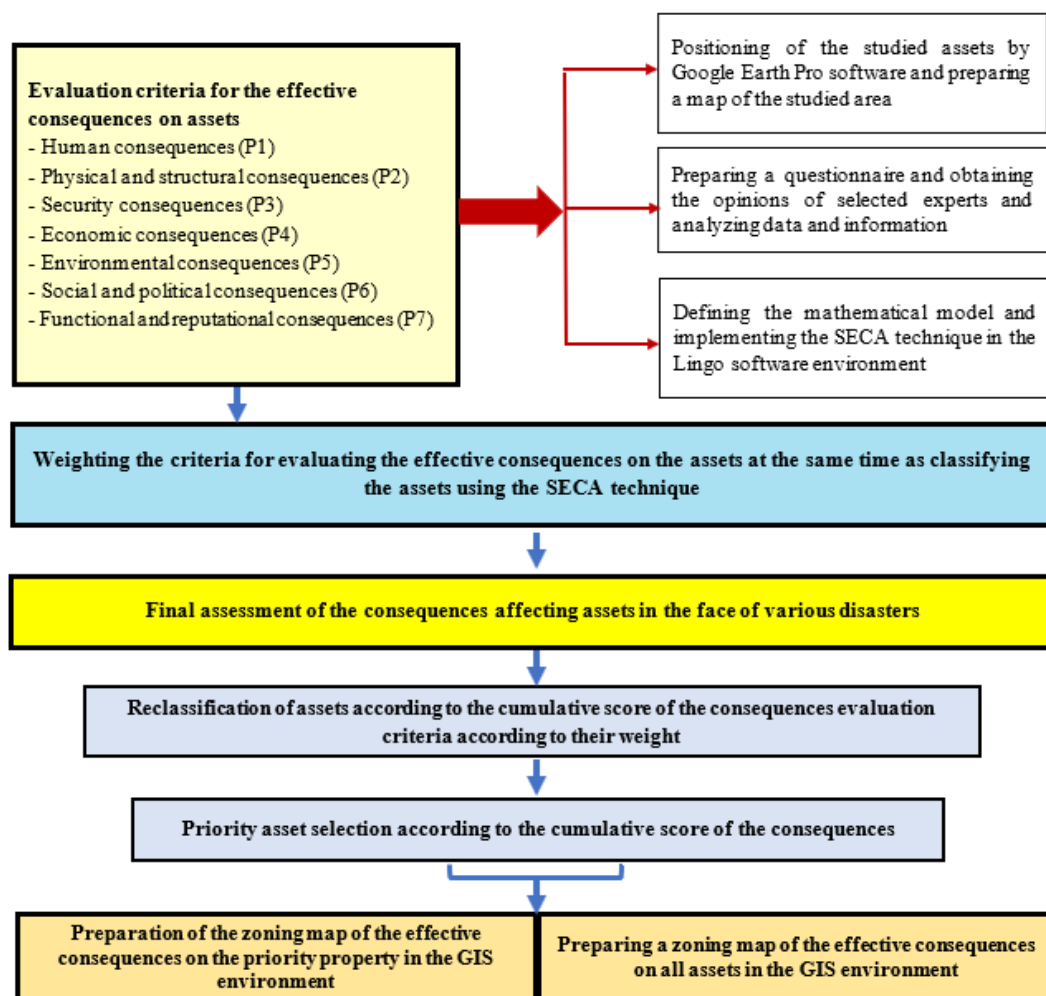 Evaluation criteria for the effective
consequences on assets
- Human consequences (P1)
- Physical and structural consequences (P2)
- Security consequences (P3)
- Economic consequences (P4)
- Environmental consequences (P5)
- Social and political consequences (P6)
- Functional and reputational consequences (P7)
Positioning of the studied assets by
Google Earth Pro software and preparing
a map of the studied area
Preparing a questionnaire and obtaining
the opinions of selected experts and
analyzing data and information
Defining the mathematical model and
implementing the SECA technique in the
Lingo software environment
Weighting the criteria for evaluating the effective consequences on the assets at the same time as classifying
the assets using the SECA technique
Final assessment of the consequences affecting assets in the face of various disasters
Reclassification of assets according to the cumulative score of the consequences evaluation
criteria according to their weight
Priority asset selection according to the cumulative score of the consequences
Preparation of the zoning map of the effective
consequences on the priority property in the GIS
environment
Preparing a zoning map of the effective consequences
on all assets in the GIS environment